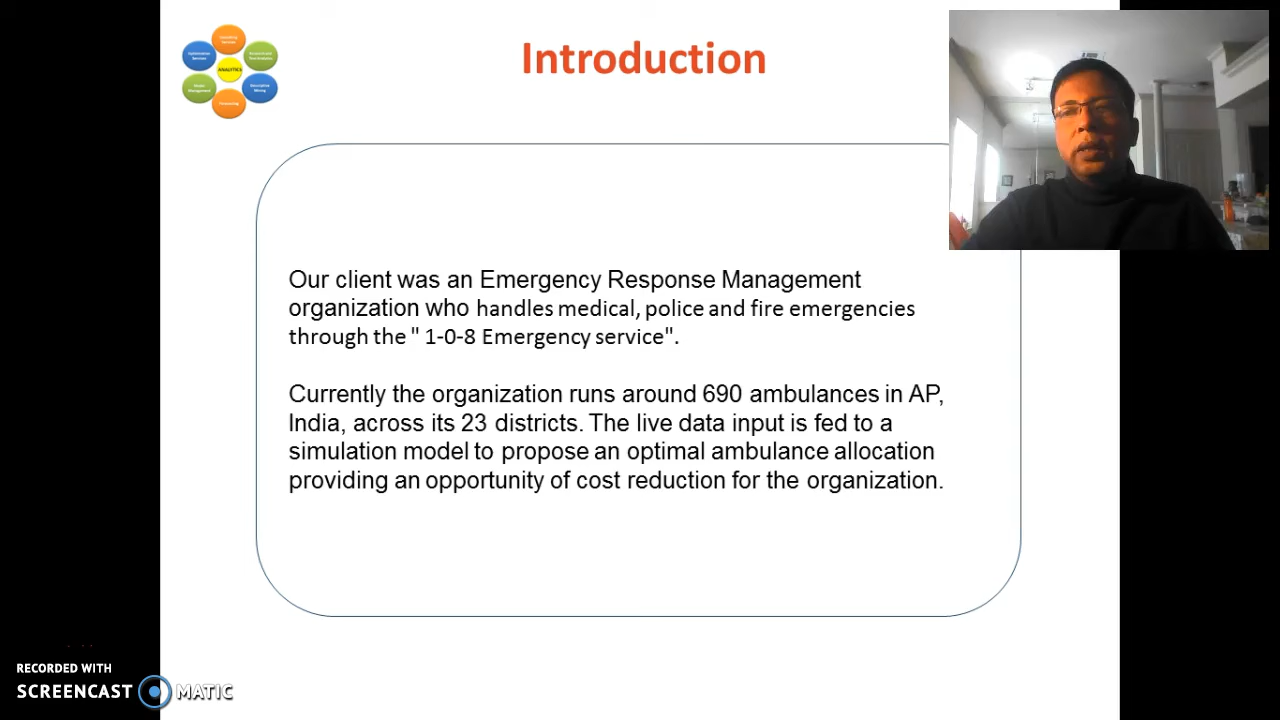 Introduction
ANALYTICS
Our client was an Emergency Response Management
organization who handles medical, police and fire emergencies
through the " 1-0-8 Emergency service".
Currently the organization runs around 690 ambulances in AP,
India, across its 23 districts. The live data input is fed to a
simulation model to propose an optimal ambulance allocation
providing an opportunity of cost reduction for the organization.
RECORDED WITH
SCREENCAST MATIC